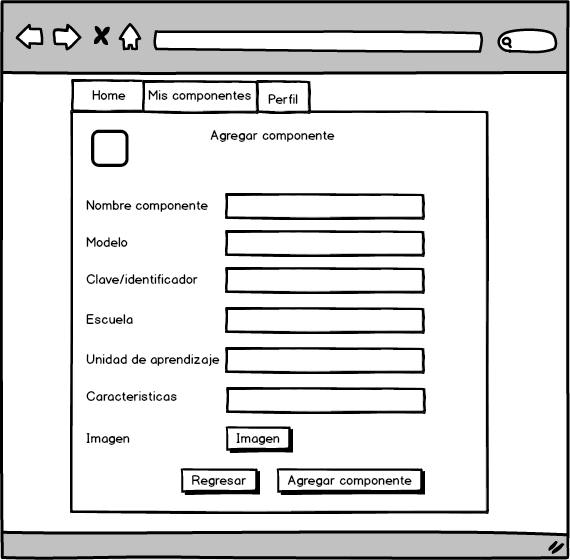 Home
Mis componentes
Perfil
Agregar componente
Nombre componente
Modelo
Clave/identificador
Escuela
Unidad de aprendizaje
Caracteristicas
Imagen
Imagen
Regresar
Agregar componente